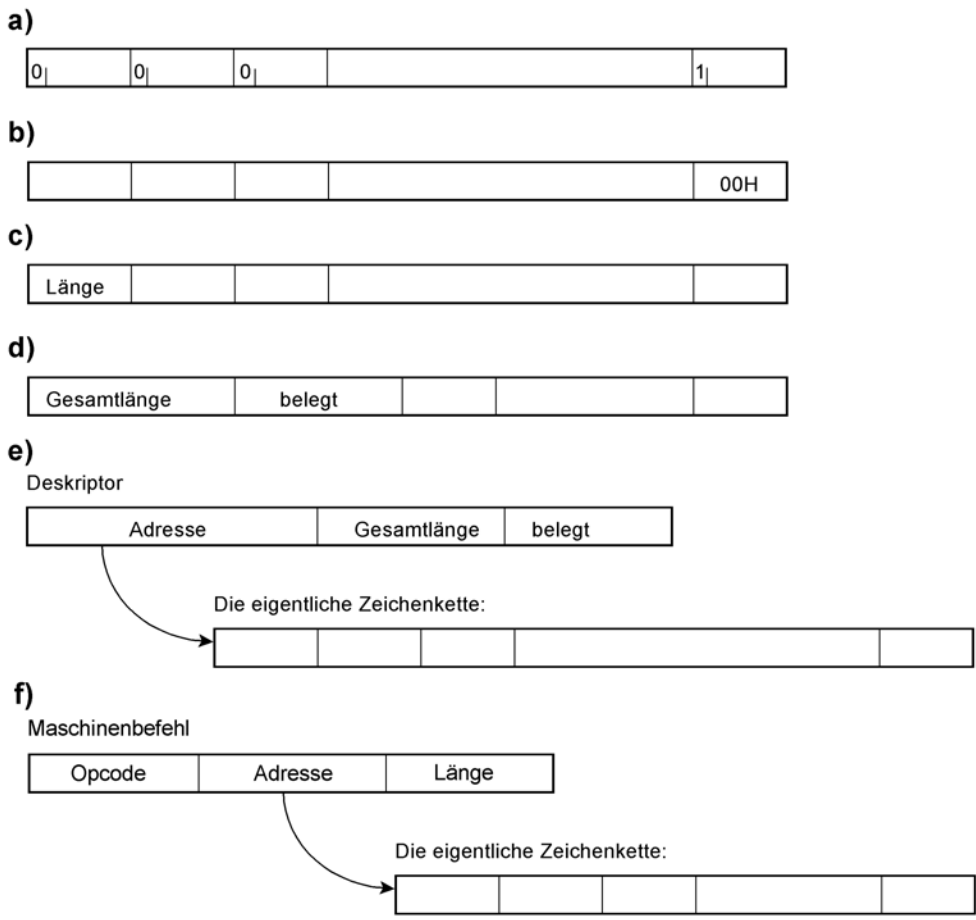 a)
0 0 0 1
b)
00H
c)
Länge
d)
Gesamtlänge belegt
e)
Deskriptor
Adresse Gesamtlänge belegt
Die eigentliche Zeichenkette:
f)
Maschinenbefehl
Opcode Adresse Länge
Die eigentliche Zeichenkette: